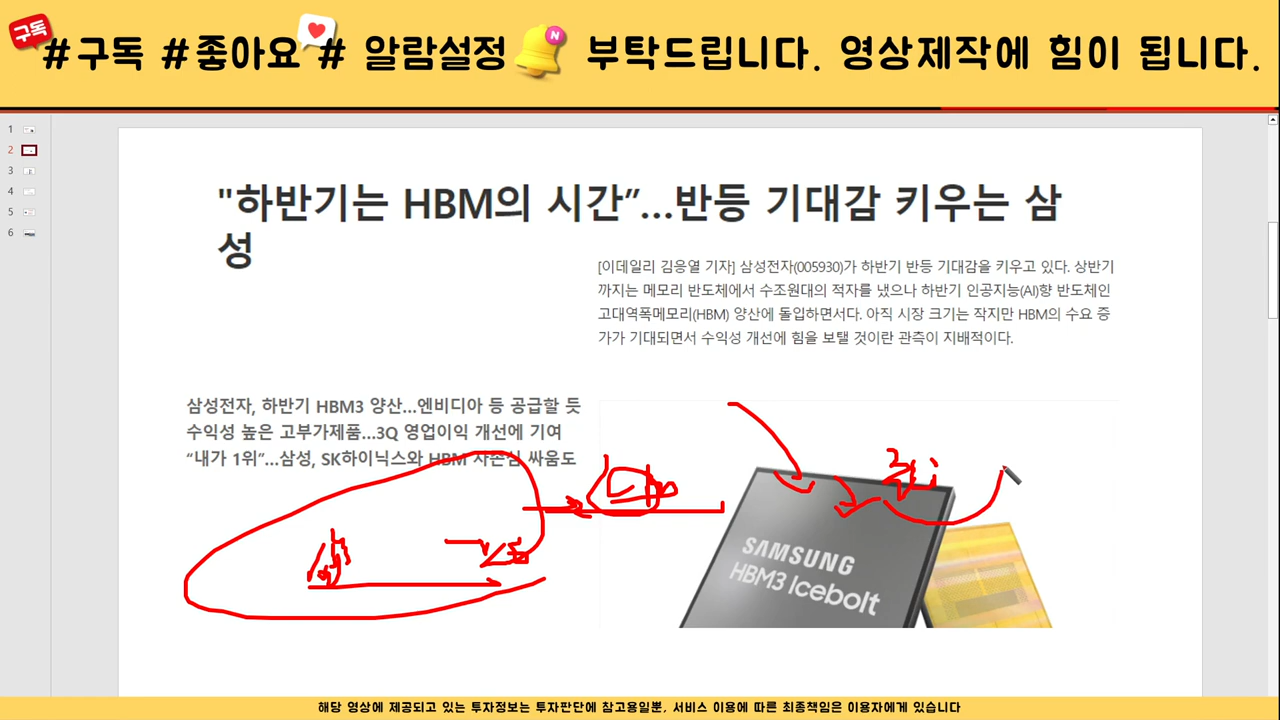 구독
N
#구독 #좋아요 # 알람설정 부탁드립니다. 영상제작에 힘이 됩니다.
1
2
3
4
5
6
"하반기는 HBM의 시간”...반등 기대감 키우는 삼
성
[이데일리 김응열 기자] 삼성전자(005930)가 하반기 반등 기대감을 키우고 있다. 상반기
까지는 메모리 반도체에서 수조원대의 적자를 냈으나 하반기 인공지능(AI)향 반도체인
고대역폭메모리(HBM) 양산에 돌입하면서다. 아직 시장 크기는 작지만 HBM의 수요 증
가가 기대되면서 수익성 개선에 힘을 보탤 것이란 관측이 지배적이다.
삼성전자, 하반기 HBM3 양산...엔비디아 등 공급할 듯
수익성 높은 고부가제품...3Q 영업이익 개선에 기여
“내가 1위”...삼성, SK하이닉스와 HBM 자존심 싸움도
SAMSUNG
HBM3 Icebolt
해당 영상에 제공되고 있는 투자정보는 투자판단에 참고용일뿐, 서비스 이용에 따른 최종책임은 이용자에게 있습니다